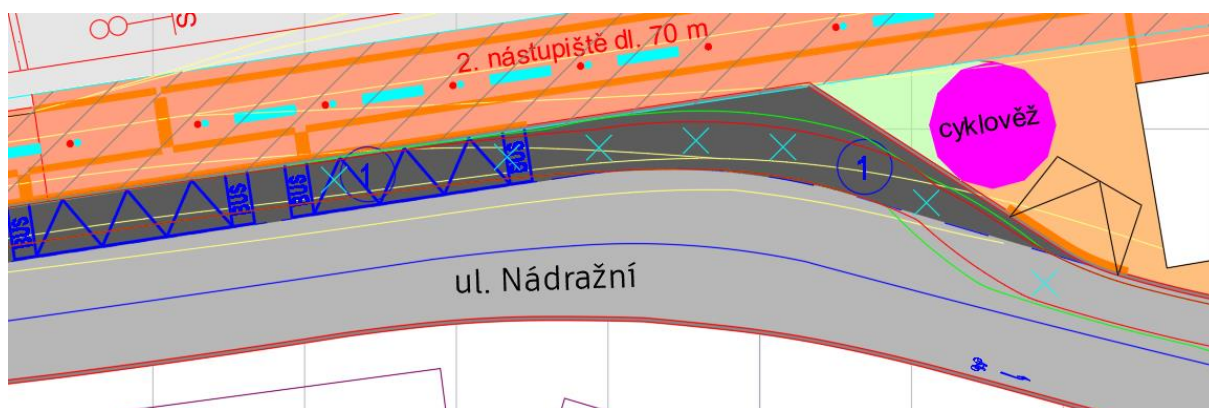 S
2. nástupiště dl. 70 m
cyklověž
1
1
BUS
BUS
BUS
BUS
ul. Nádražní